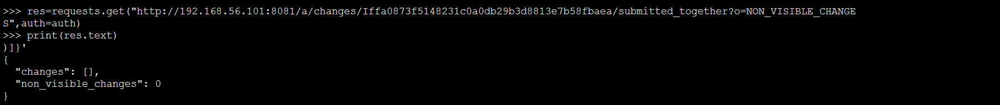 >>> res=requests.get("http://192.168.56.101:8081/a/changes/Iffa0873f5148231c0a0db29b3d8813e7b58fbaea/submitted_together?o=NON_VISIBLE_CHANGE
S",auth=auth)
>>> print(res.text)
)]}'
{
  "changes": [],
  "non_visible_changes": 0
}